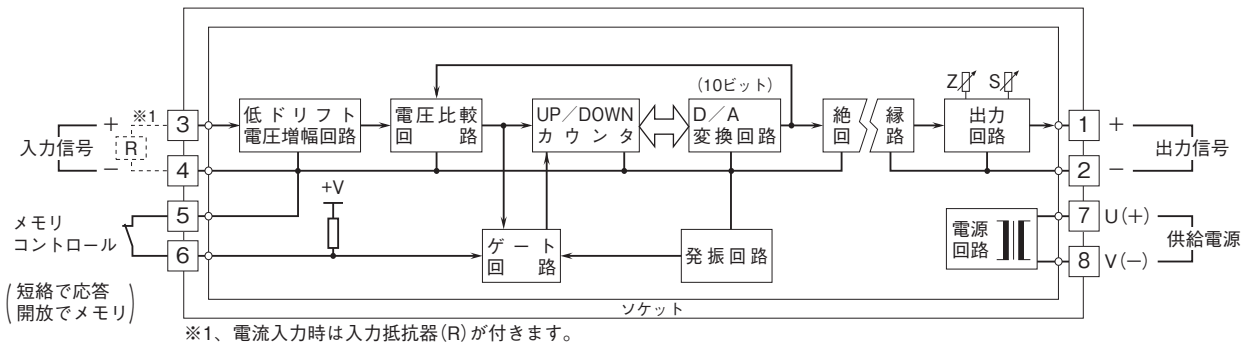 (10ビット)
Z
S
※1
+
3
低ドリフト
電圧増幅回路
電圧比較
回路
UP/DOWN
カウンタ
D/A
変換回路
絶縁
回路
出力
回路
1
+
入力信号
R
出力信号
−
4
2
−
+V
メモリ
コントロール
5
6
ゲート
回路
発振回路
電源
回路
7
U(+)
供給電源
8
V(−)
(短絡で応答
開放でメモリ)
ソケット
※1、電流入力時は入力抵抗器(R)が付きます。